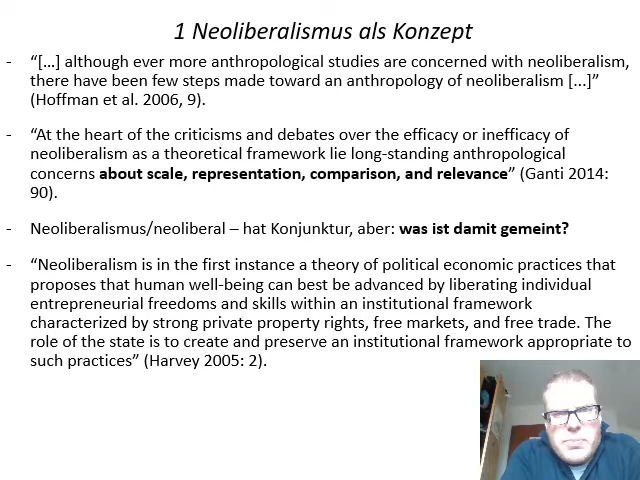 1 Neoliberalismus als Konzept
- “[…] although ever more anthropological studies are concerned with neoliberalism,
there have been few steps made toward an anthropology of neoliberalism [...]”
(Hoffman et al. 2006, 9).
- “At the heart of the criticisms and debates over the efficacy or inefficacy of
neoliberalism as a theoretical framework lie long-standing anthropological
concerns about scale, representation, comparison, and relevance” (Ganti 2014:
90).
- Neoliberalismus/neoliberal – hat Konjunktur, aber: was ist damit gemeint?
- “Neoliberalism is in the first instance a theory of political economic practices that
proposes that human well-being can best be advanced by liberating individual
entrepreneurial freedoms and skills within an institutional framework
characterized by strong private property rights, free markets, and free trade. The
role of the state is to create and preserve an institutional framework appropriate to
such practices” (Harvey 2005: 2).